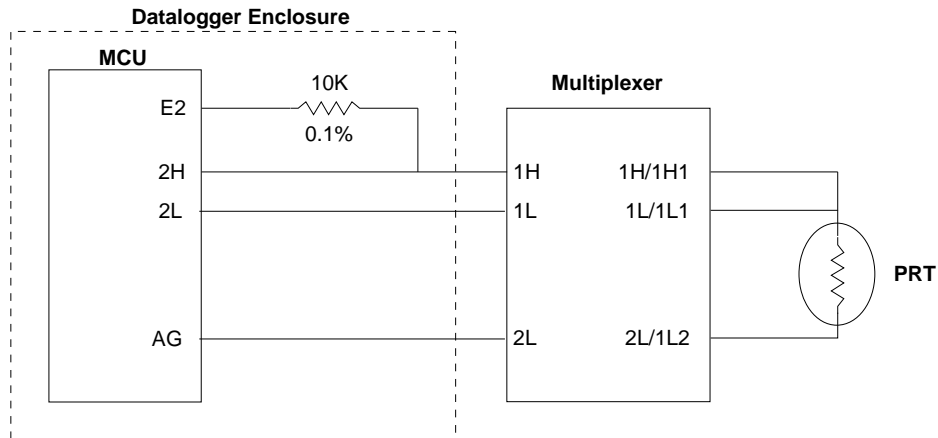 Datalogger Enclosure
MCU
10K
Multiplexer
E2
0.1%
2H
1H
1H/1H1
2L
1L
1L/1L1
PRT
AG
2L
2L/1L2